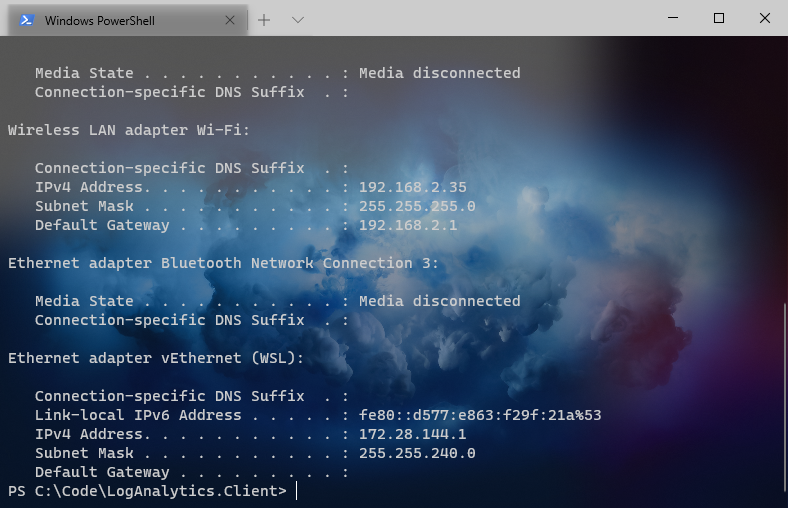 Windows PowerShell
   Media State . . . . . . . . . . . : Media disconnected
   Connection-specific DNS Suffix  . :
Wireless LAN adapter Wi-Fi:
   Connection-specific DNS Suffix  . :
   IPv4 Address. . . . . . . . . . . : 192.168.2.35
   Subnet Mask . . . . . . . . . . . : 255.255.255.0
   Default Gateway . . . . . . . . . : 192.168.2.1
Ethernet adapter Bluetooth Network Connection 3:
   Media State . . . . . . . . . . . : Media disconnected
   Connection-specific DNS Suffix  . :
Ethernet adapter vEthernet (WSL):
   Connection-specific DNS Suffix  . :
   Link-local IPv6 Address . . . . . : fe80::d577:e863:f29f:21a%53
   IPv4 Address. . . . . . . . . . . : 172.28.144.1
   Subnet Mask . . . . . . . . . . . : 255.255.240.0
   Default Gateway . . . . . . . . . :
PS C:\Code\LogAnalytics.Client>